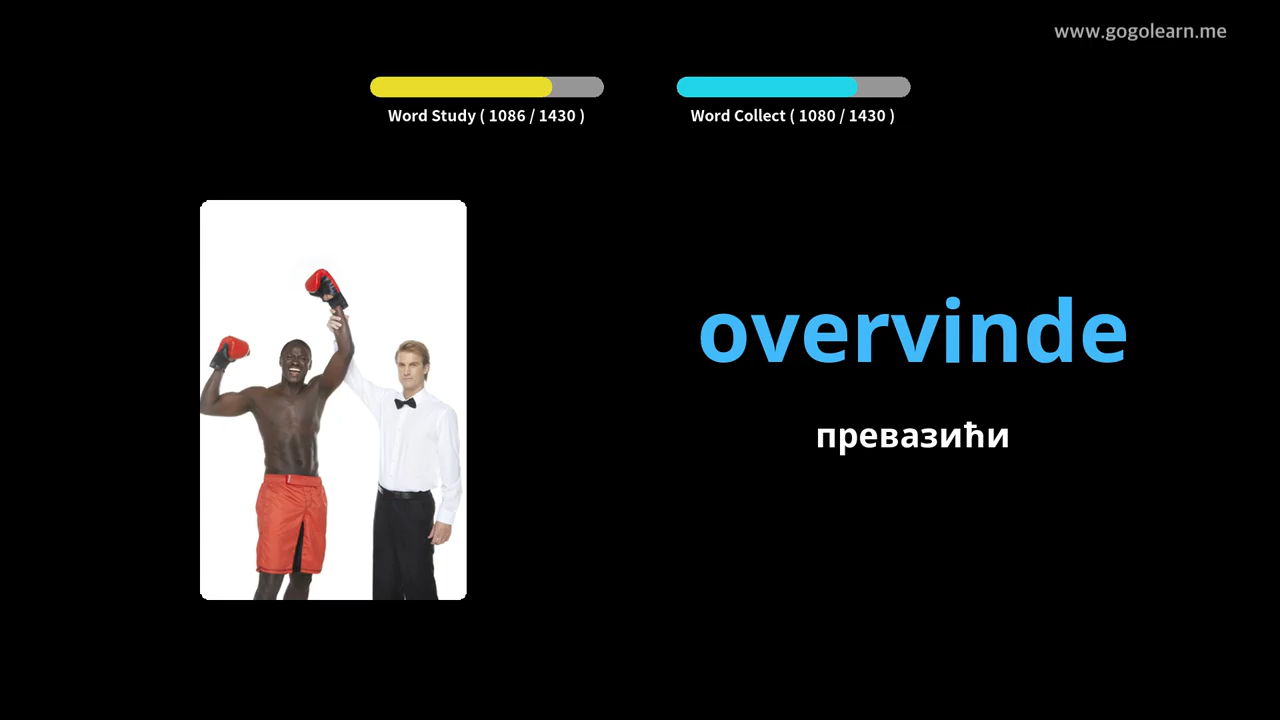 www.gogolearn.me
Word Study ( 1086 / 1430 )
Word Collect ( 1080 / 1430 )
overvinde
превазићи